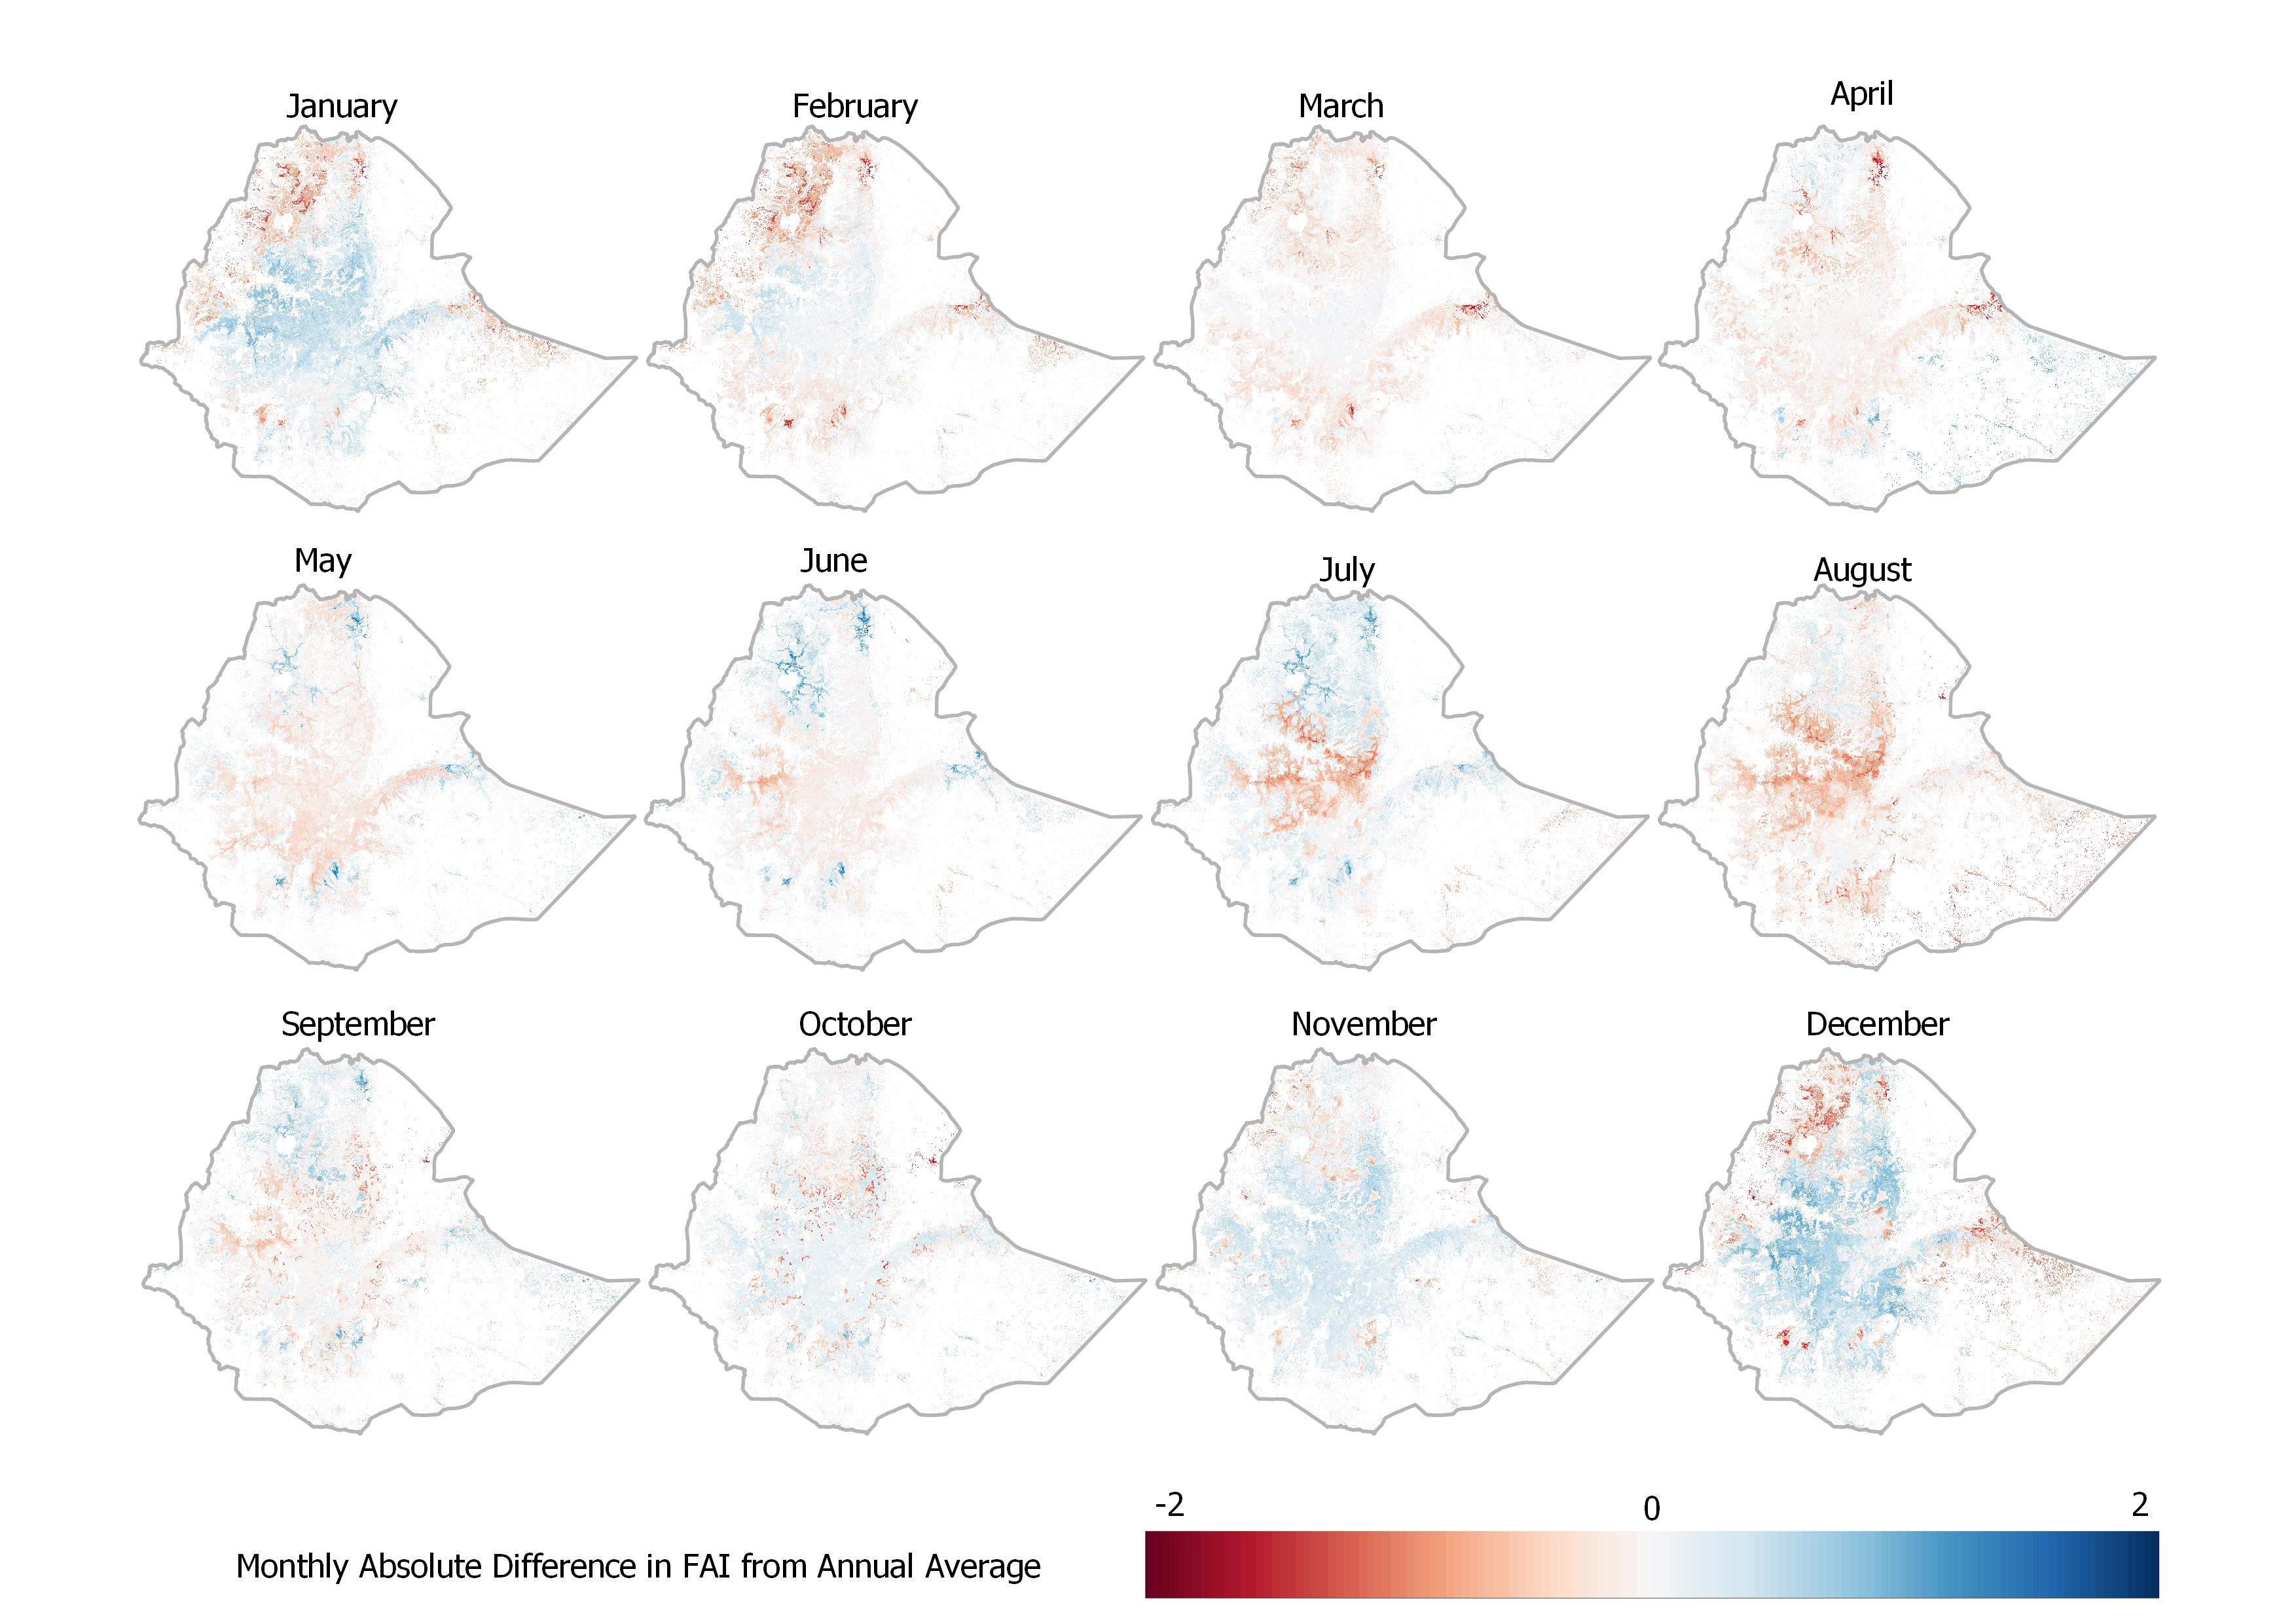 January
February
March
April
May
June
July
August
September
October
November
December
-2
0
2
Monthly Absolute Difference in FAI from Annual Average